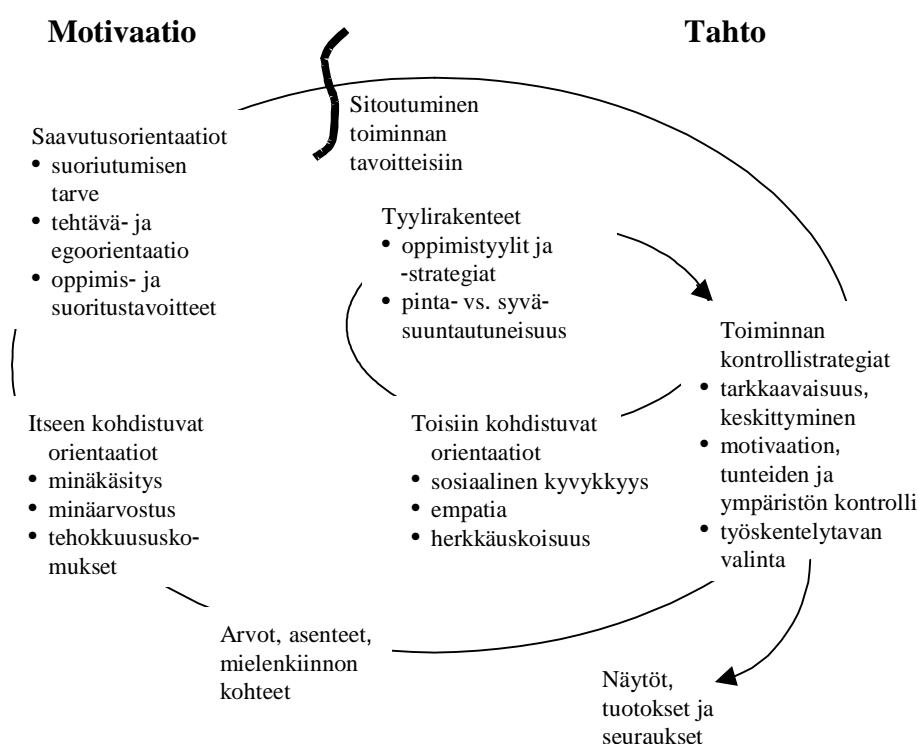 Motivaatio
Tahto
Sitoutuminen
toiminnan
tavoitteisiin
Saavutusorientaatiot
• suoriutumisen
tarve
• tehtävä- ja
egoorientaatio
• oppimis- ja
suoritustavoitteet
Tyylirakenteet
• oppimistyylit ja
-strategiat
• pinta- vs. syvä-
suuntautuneisuus
Toiminnan
kontrollistrategiat
• tarkkaavaisuus,
keskittyminen
• motivaation,
tunteiden ja
ympäristön kontrolli
• työskentelytavan
valinta
Itseen kohdistuvat
orientaatiot
• minäkäsitys
• minäarvostus
• tehokkuususko-
mukset
Toisiin kohdistuvat
orientaatiot
• sosiaalinen kyvykkyys
• empatia
• herkkäuskoisuus
Arvot, asenteet,
mielenkiinnon
kohteet
Näytöt,
tuotokset ja
seuraukset